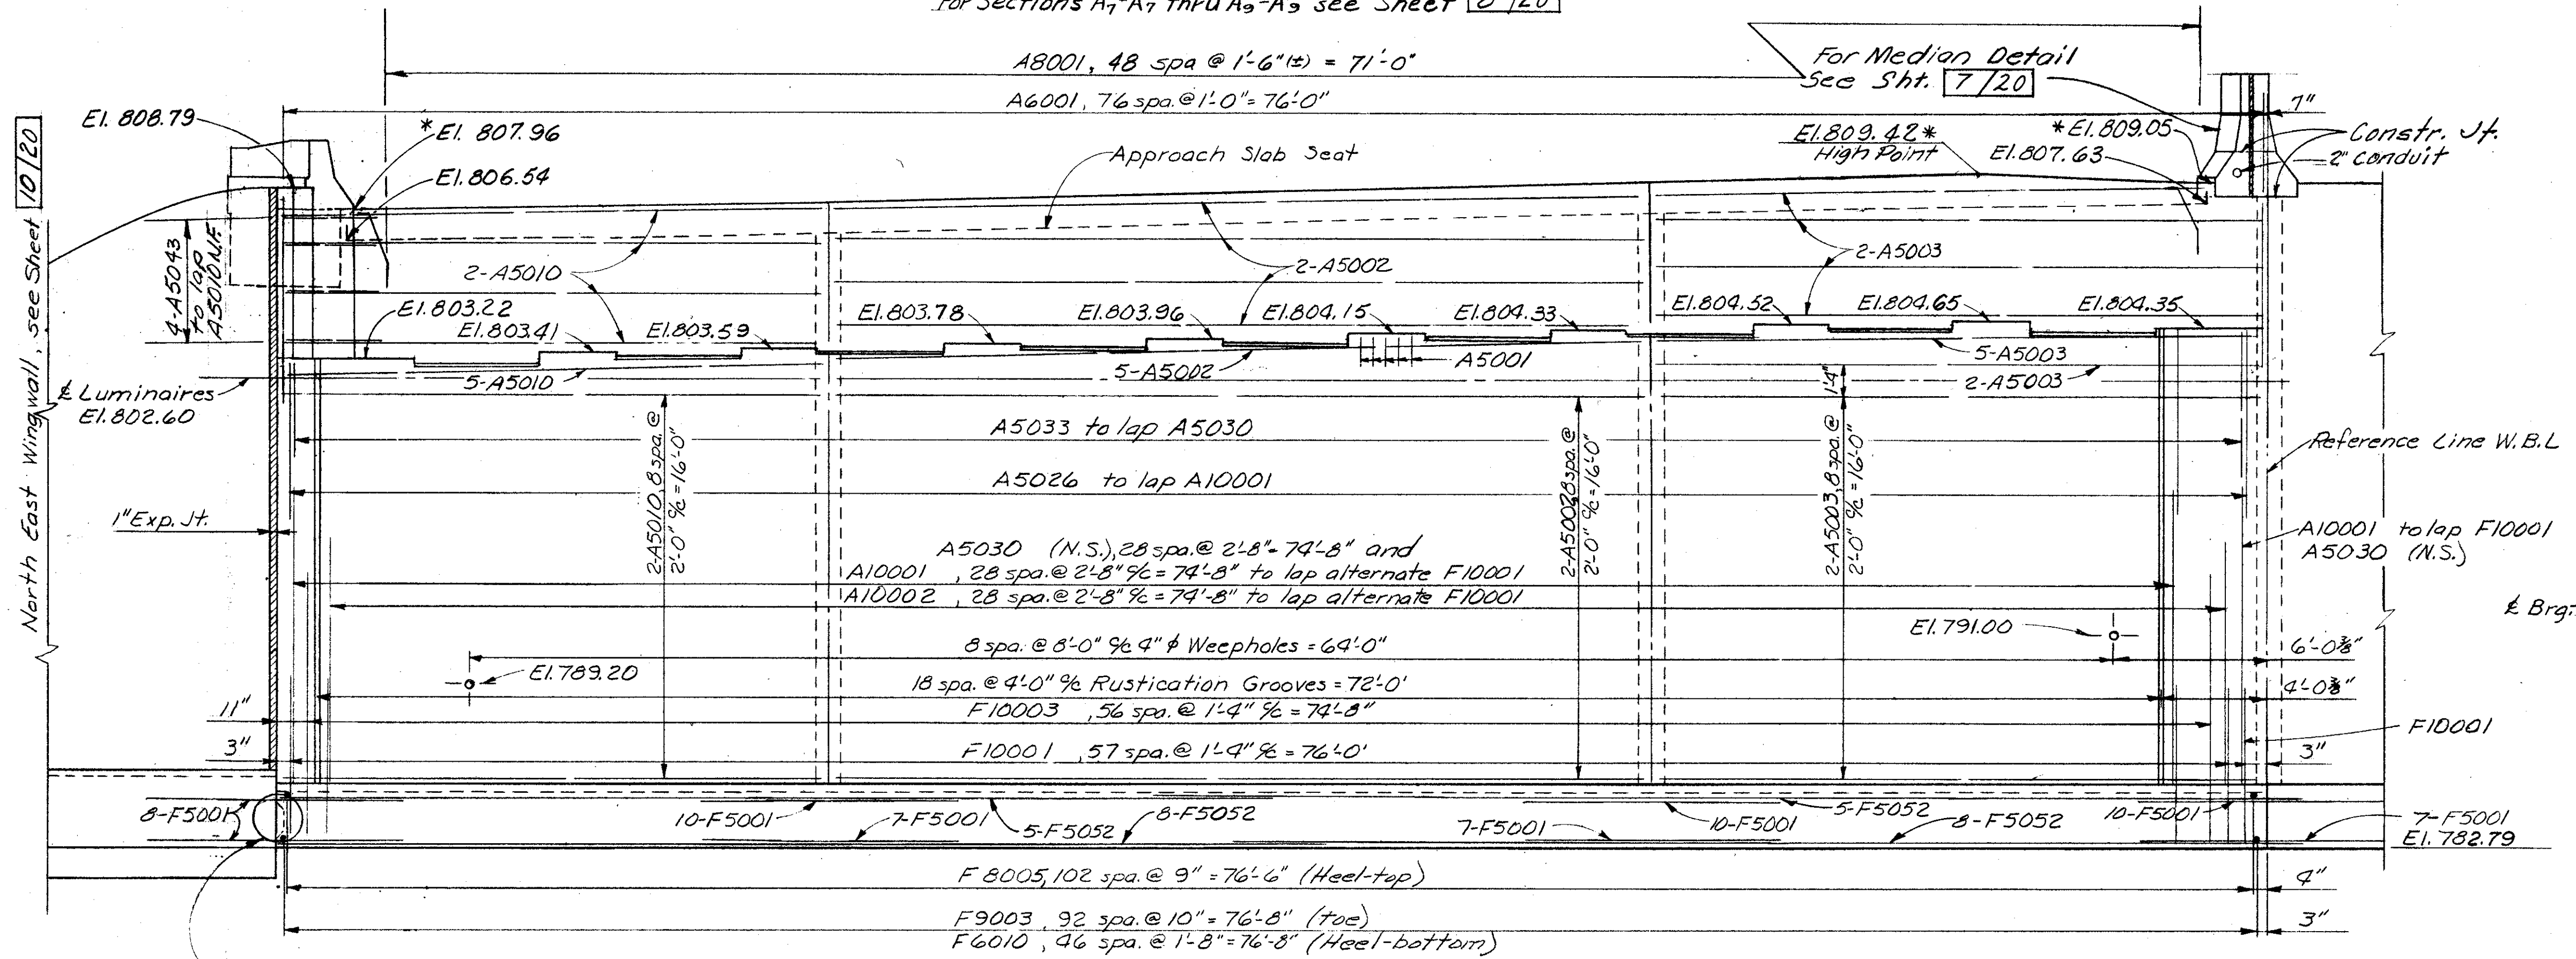 For Sections A7-A7 thru A9-A9 see Sheet 8/20
A8001, 48 spa @ 1'-6"(±) = 71'-0"
For Median Detail
See Sht. 7/20
A6001, 76 spa. @ 1'-0" = 76'-0"
7"
El. 808.79
*El. 807.96
El. 806.54
Approach Slab Seat
El. 809.42*
High Point
*El. 809.05
El. 807.63
Constr. Jt.
2" Conduit
North East Wingwall, see Sheet 10/20
4-A5043
to lap
A5010 N.F.
2-A5010
2-A5002
2-A5003
El. 803.22
El. 803.41
El. 803.59
El. 803.78
El. 803.96
El. 804.15
El. 804.33
El. 804.52
El. 804.65
El. 804.35
A5001
5-A5010
5-A5002
5-A5003
2-A5003
℄ Luminaires
El. 802.60
1'-4"
2-A5010, 8 spa. @
2'-0" c/c = 16'-0"
2-A5002, 8 spa. @
2'-0" c/c = 16'-0"
2-A5003, 8 spa. @
2'-0" c/c = 16'-0"
A5033 to lap A5030
Reference Line W.B.L
A5026 to lap A10001
1" Exp. Jt.
A10001 to lap F10001
A5030 (N.S.)
A5030 (N.S.), 28 spa. @ 2'-8" = 74'-8" and
A10001 , 28 spa. @ 2'-8" c/c = 74'-8" to lap alternate F10001
A10002 , 28 spa. @ 2'-8" c/c = 74'-8" to lap alternate F10001
℄ Brg.
El. 791.00
8 spa. @ 8'-0" c/c 4" ϕ Weepholes = 64'-0"
6'-0⅜"
El. 789.20
18 spa. @ 4'-0" c/c Rustication Grooves = 72'-0"
4'-0⅜"
11"
F10003 , 56 spa. @ 1'-4" c/c = 74'-8"
F10001
3"
F10001 , 57 spa. @ 1'-4" c/c = 76'-0"
3"
8-F5001
10-F5001
7-F5001
5-F5052
8-F5052
7-F5001
10-F5001
5-F5052
8-F5052
10-F5001
7-F5001
El. 782.79
F8005, 102 spa. @ 9" = 76'-6" (Heel-top)
4"
F9003 , 92 spa. @ 10" = 76'-8" (toe)
3"
F6010 , 46 spa. @ 1'-8" = 76'-8" (Heel-bottom)